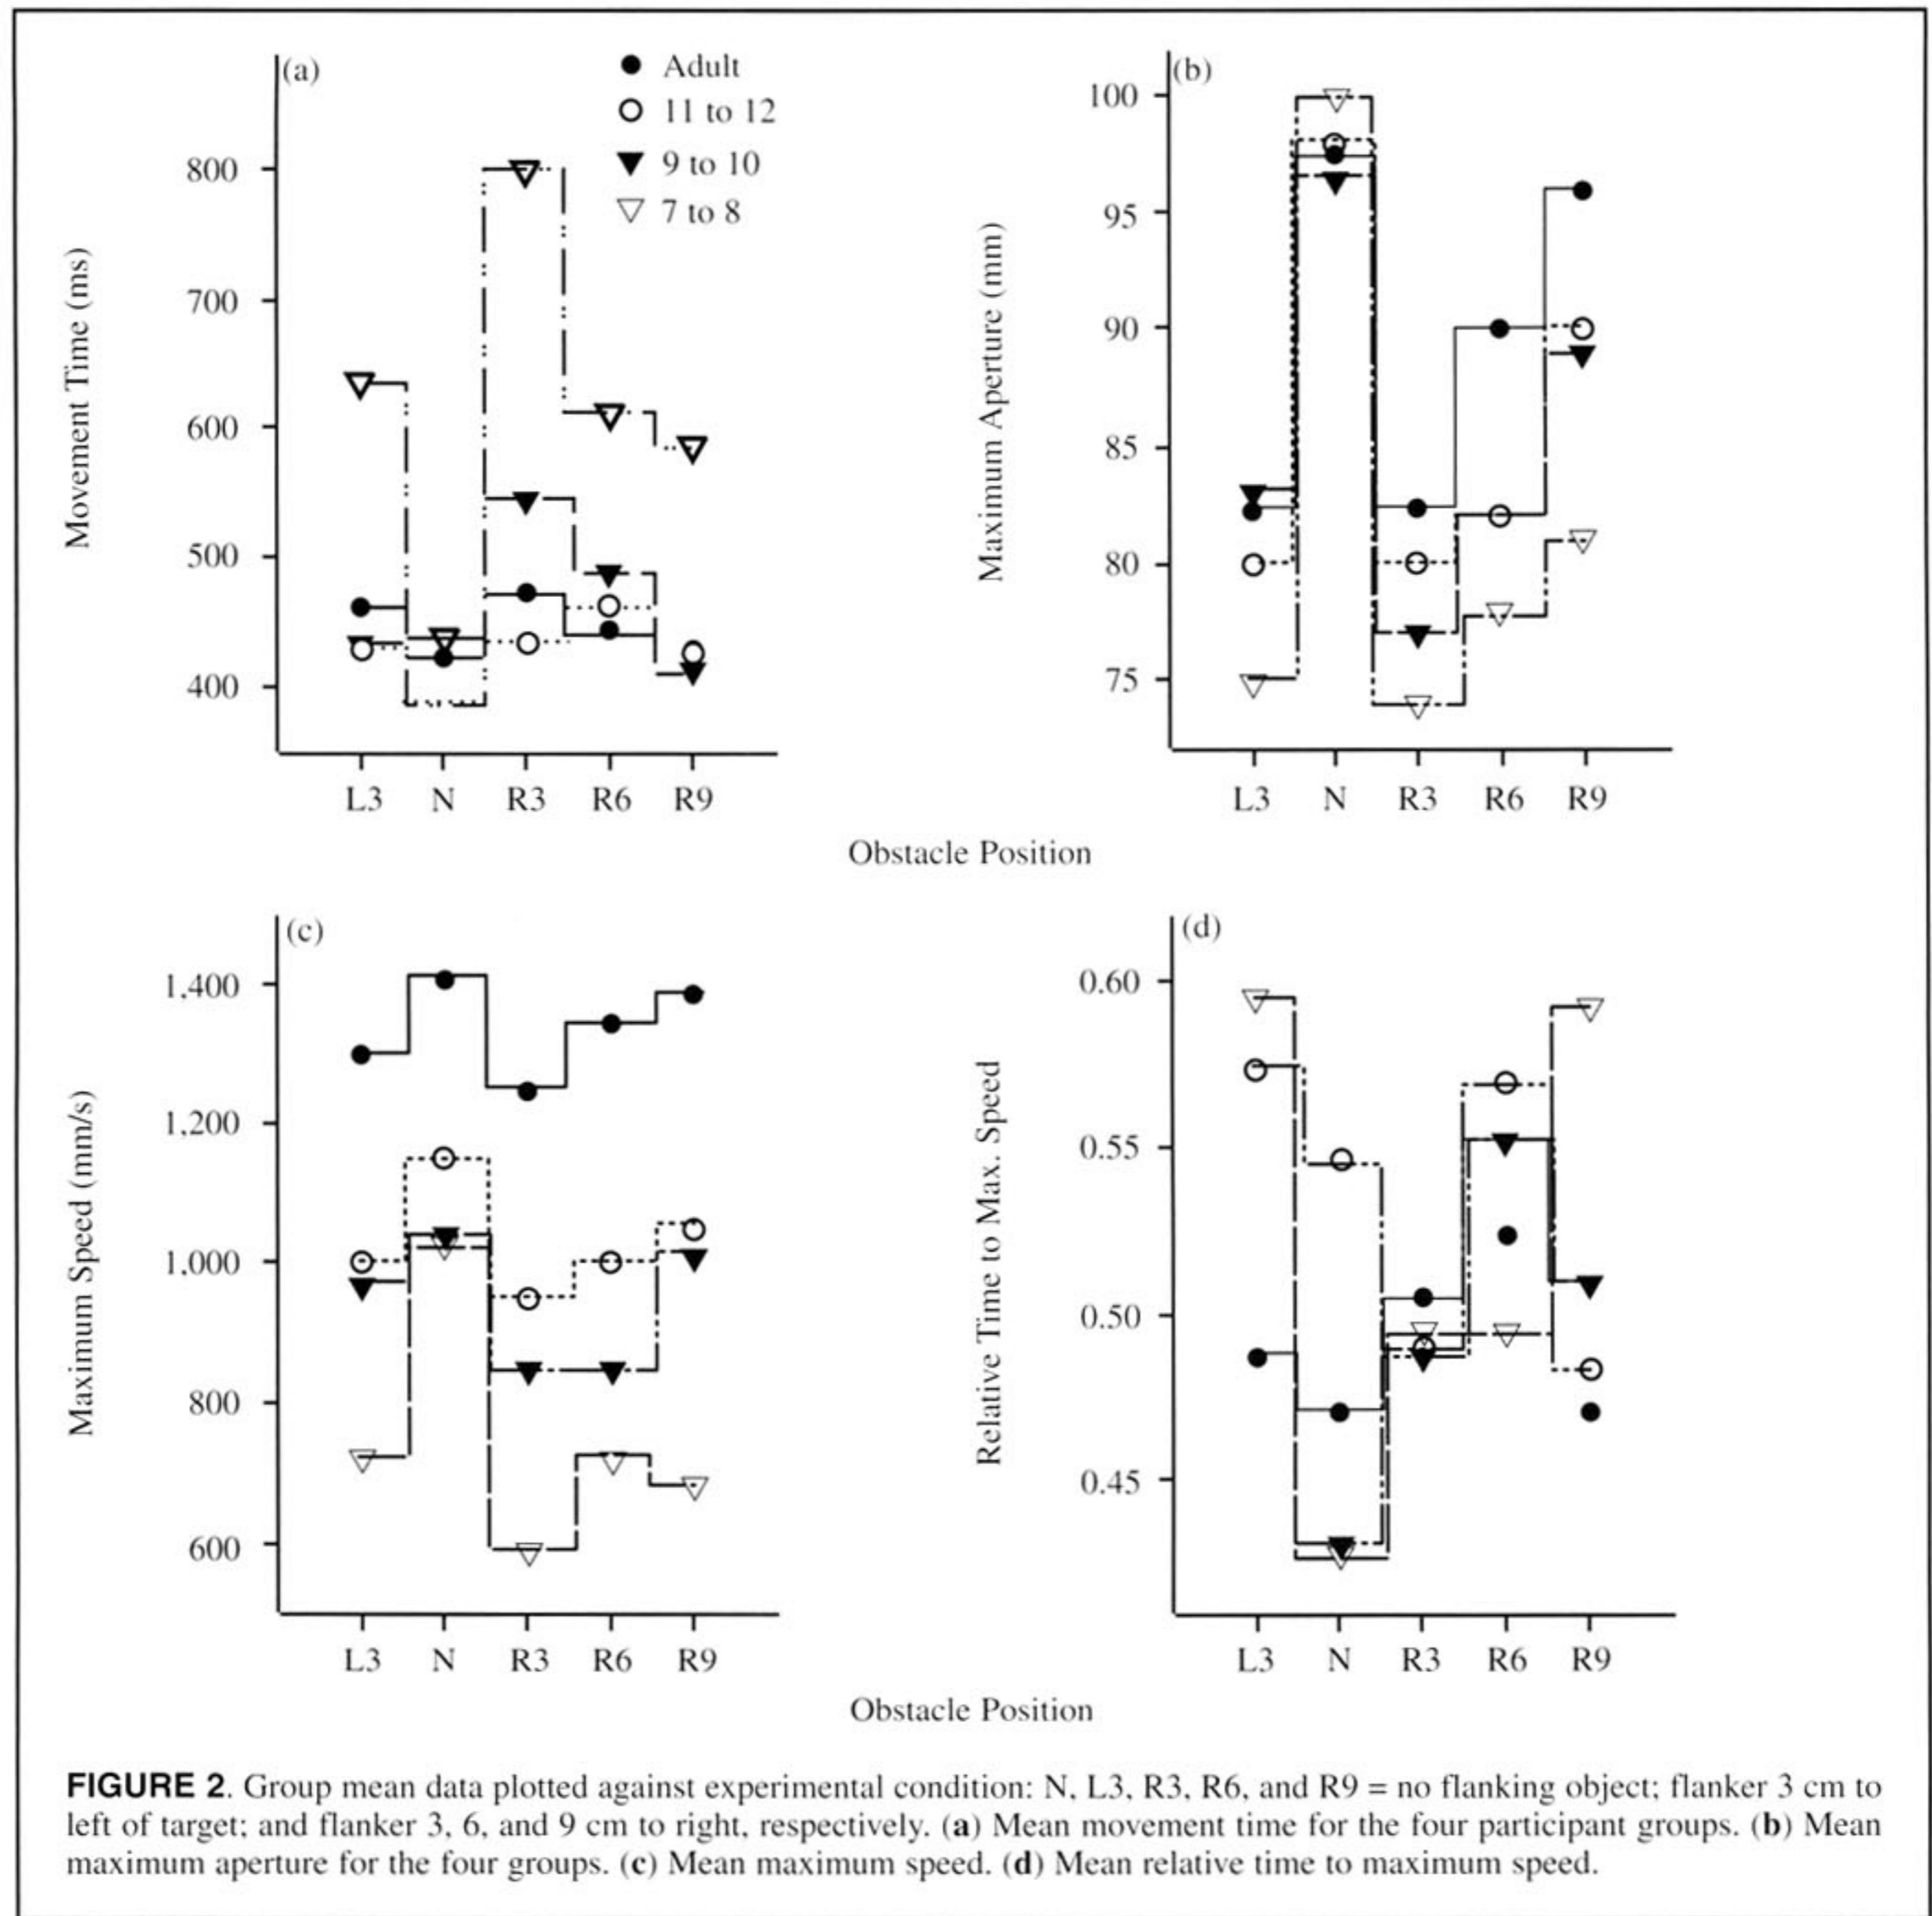 (a)
Adult
11 to 12
9 to 10
7 to 8
800
700
600
500
400
Movement Time (ms)
L3 N R3 R6 R9
(b)
100
95
90
85
80
75
Maximum Aperture (mm)
L3 N R3 R6 R9
Obstacle Position
(c)
1,400
1,200
1,000
800
600
Maximum Speed (mm/s)
L3 N R3 R6 R9
(d)
0.60
0.55
0.50
0.45
Relative Time to Max. Speed
L3 N R3 R6 R9
Obstacle Position
FIGURE 2. Group mean data plotted against experimental condition: N, L3, R3, R6, and R9 = no flanking object; flanker 3 cm to
left of target; and flanker 3, 6, and 9 cm to right, respectively. (a) Mean movement time for the four participant groups. (b) Mean
maximum aperture for the four groups. (c) Mean maximum speed. (d) Mean relative time to maximum speed.